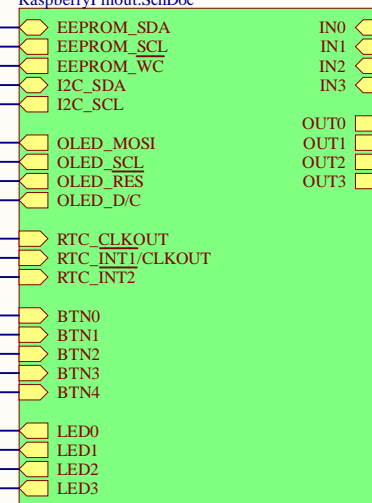 RaspberryPinout.SchDoc
EEPROM_SDA
EEPROM_SCL
EEPROM_WC
I2C_SDA
I2C_SCL
OLED_MOSI
OLED_SCL
OLED_RES
OLED_D/C
RTC_CLKOUT
RTC_INT1/CLKOUT
RTC_INT2
BTN0
BTN1
BTN2
BTN3
BTN4
LED0
LED1
LED2
LED3
IN0
IN1
IN2
IN3
OUT0
OUT1
OUT2
OUT3